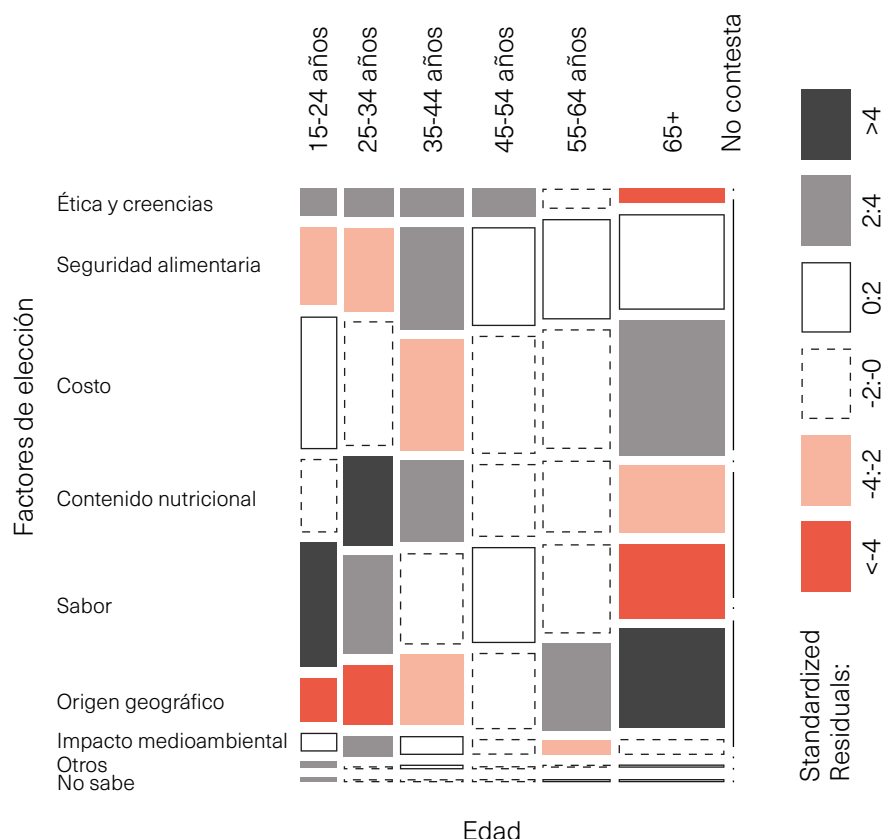 15-24 años
25-34 años
35-44 años
45-54 años
55-64 años
65+
No contesta
Factores de elección
Ética y creencias
Seguridad alimentaria
Costo
Contenido nutricional
Sabor
Origen geográfico
Impacto medioambiental
Otros
No sabe
Edad
>4
2:4
0:2
-2:-0
-4:-2
<-4
Standardized
Residuals: